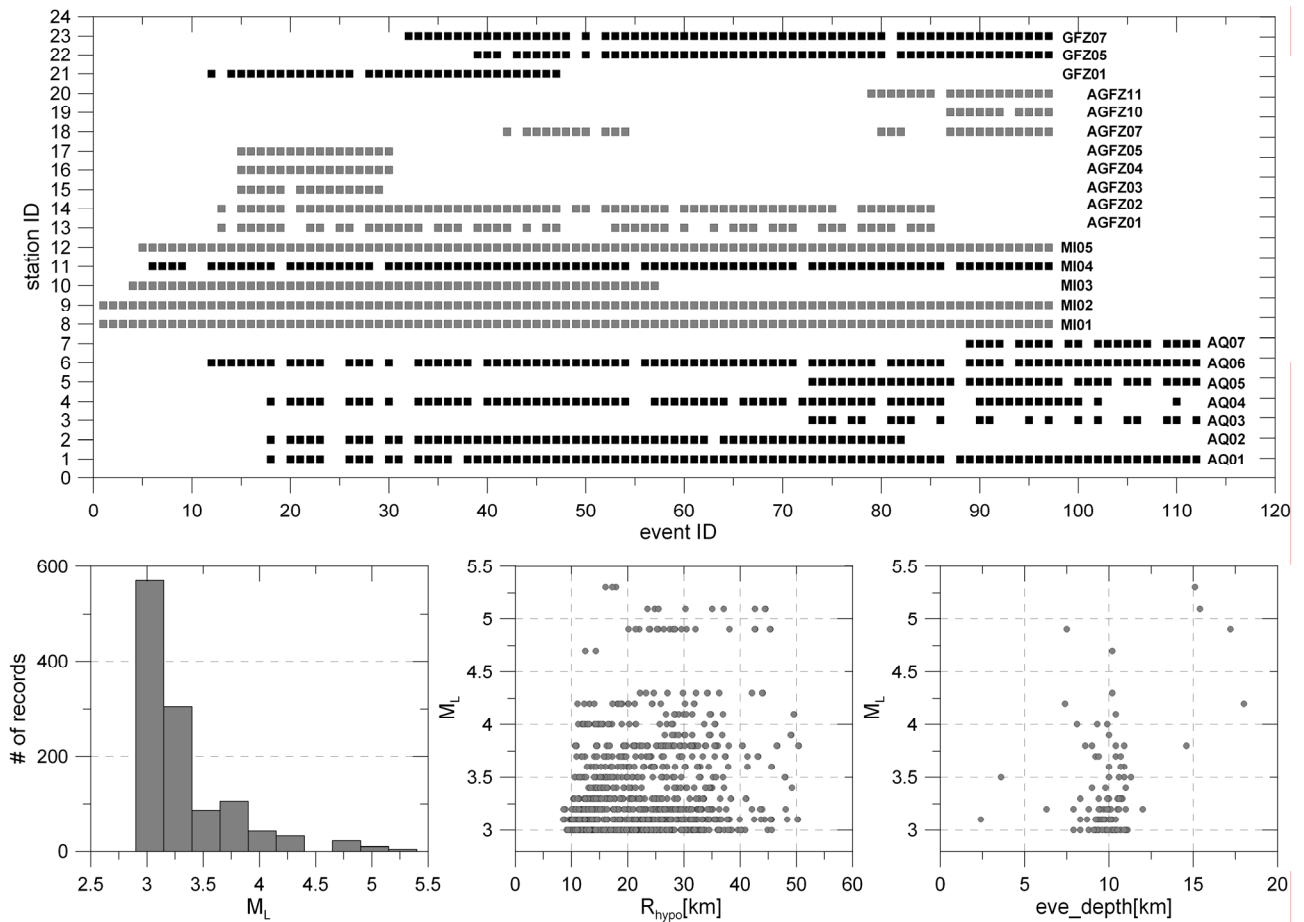 24
23
22
21
20
19
18
17
16
15
14
13
12
11
10
9
8
7
6
5
4
3
2
1
0
station ID
GFZ07
GFZ05
GFZ01
AGFZ11
AGFZ10
AGFZ07
AGFZ05
AGFZ04
AGFZ03
AGFZ02
AGFZ01
MI05
MI04
MI03
MI02
MI01
AQ07
AQ06
AQ05
AQ04
AQ03
AQ02
AQ01
0 10 20 30 40 50 60 70 80 90 100 110 120
event ID
600
400
200
0
# of records
2.5 3 3.5 4 4.5 5 5.5
ML
5.5
5
4.5
4
3.5
3
ML
0 10 20 30 40 50 60
Rhypo[km]
5.5
5
4.5
4
3.5
3
ML
0 5 10 15 20
eve_depth[km]